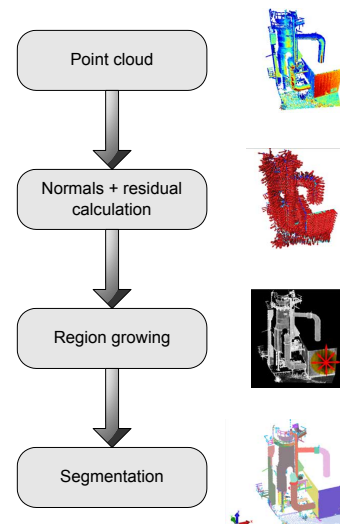 Point cloud
Normals + residual
calculation
Region growing
Segmentation